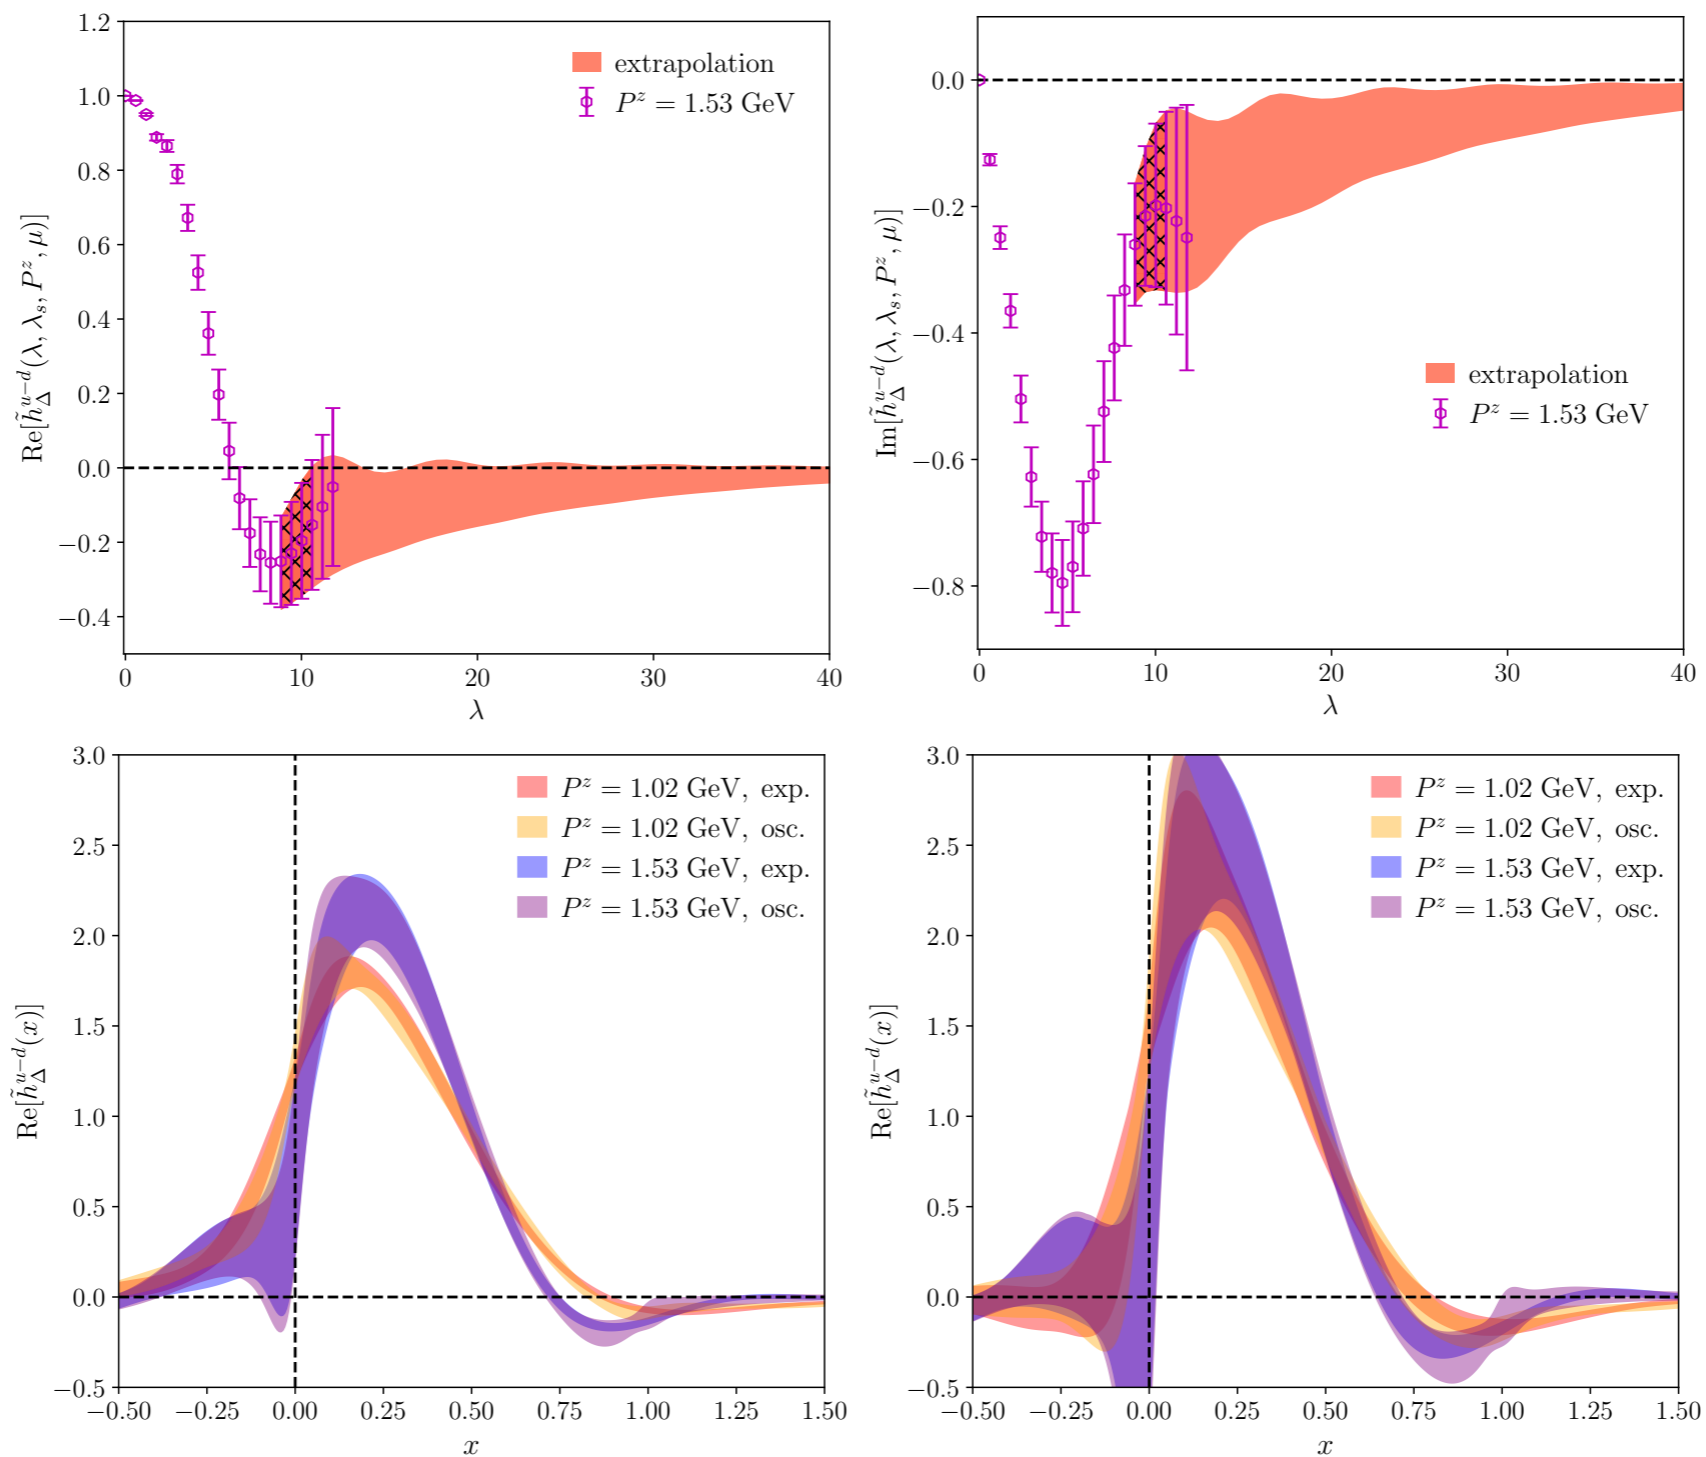 1.2
1.0
0.8
0.6
0.4
0.2
0.0
−0.2
−0.4
Re[h̃_Δ^{u−d}(λ, λ_s, P^z, μ)]
extrapolation
P^z = 1.53 GeV
0 10 20 30 40
λ
0.0
−0.2
−0.4
−0.6
−0.8
Im[h̃_Δ^{u−d}(λ, λ_s, P^z, μ)]
extrapolation
P^z = 1.53 GeV
0 10 20 30 40
λ
3.0
2.5
2.0
1.5
1.0
0.5
0.0
−0.5
Re[h̃_Δ^{u−d}(x)]
P^z = 1.02 GeV, exp.
P^z = 1.02 GeV, osc.
P^z = 1.53 GeV, exp.
P^z = 1.53 GeV, osc.
−0.50 −0.25 0.00 0.25 0.50 0.75 1.00 1.25 1.50
x
3.0
2.5
2.0
1.5
1.0
0.5
0.0
−0.5
Re[h̃_Δ^{u−d}(x)]
P^z = 1.02 GeV, exp.
P^z = 1.02 GeV, osc.
P^z = 1.53 GeV, exp.
P^z = 1.53 GeV, osc.
−0.50 −0.25 0.00 0.25 0.50 0.75 1.00 1.25 1.50
x